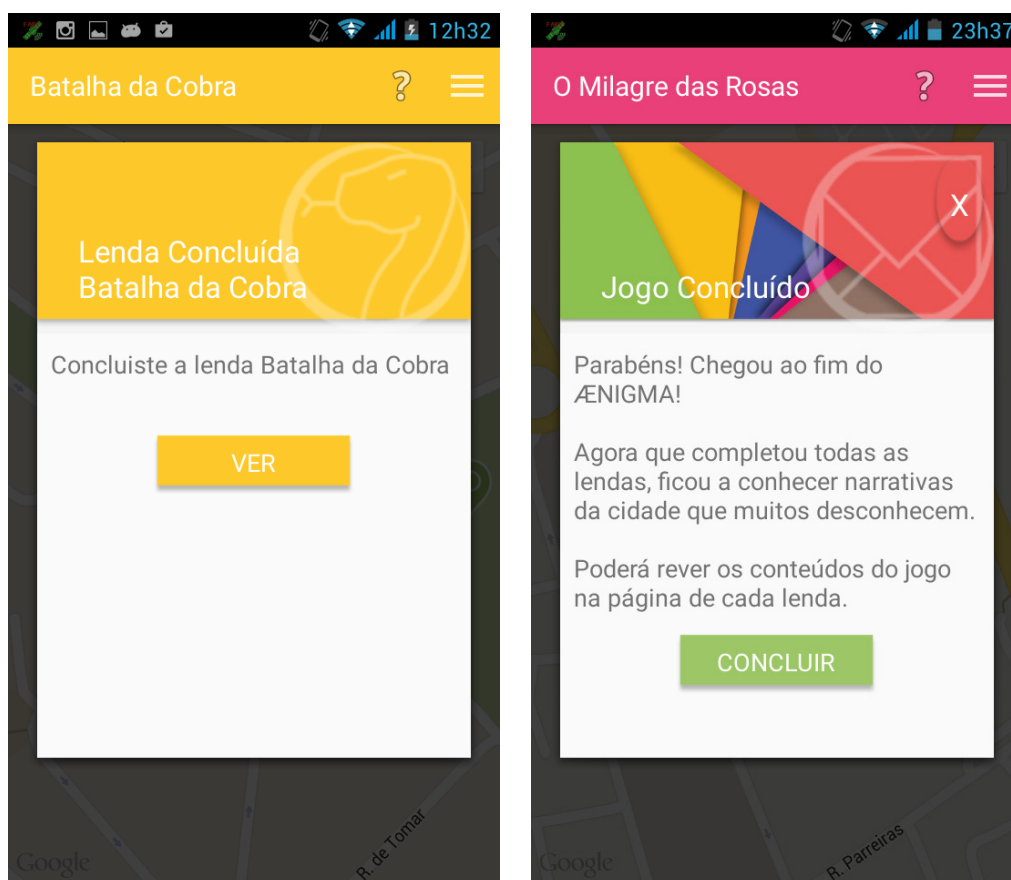 12h32
Batalha da Cobra
?
Lenda Concluída
Batalha da Cobra
Concluiste a lenda Batalha da Cobra
VER
R. de Tomar
Google
23h37
O Milagre das Rosas
?
X
Jogo Concluído
Parabéns! Chegou ao fim do
ÆNIGMA!
Agora que completou todas as
lendas, ficou a conhecer narrativas
da cidade que muitos desconhecem.
Poderá rever os conteúdos do jogo
na página de cada lenda.
CONCLUIR
R. Parreiras
Google